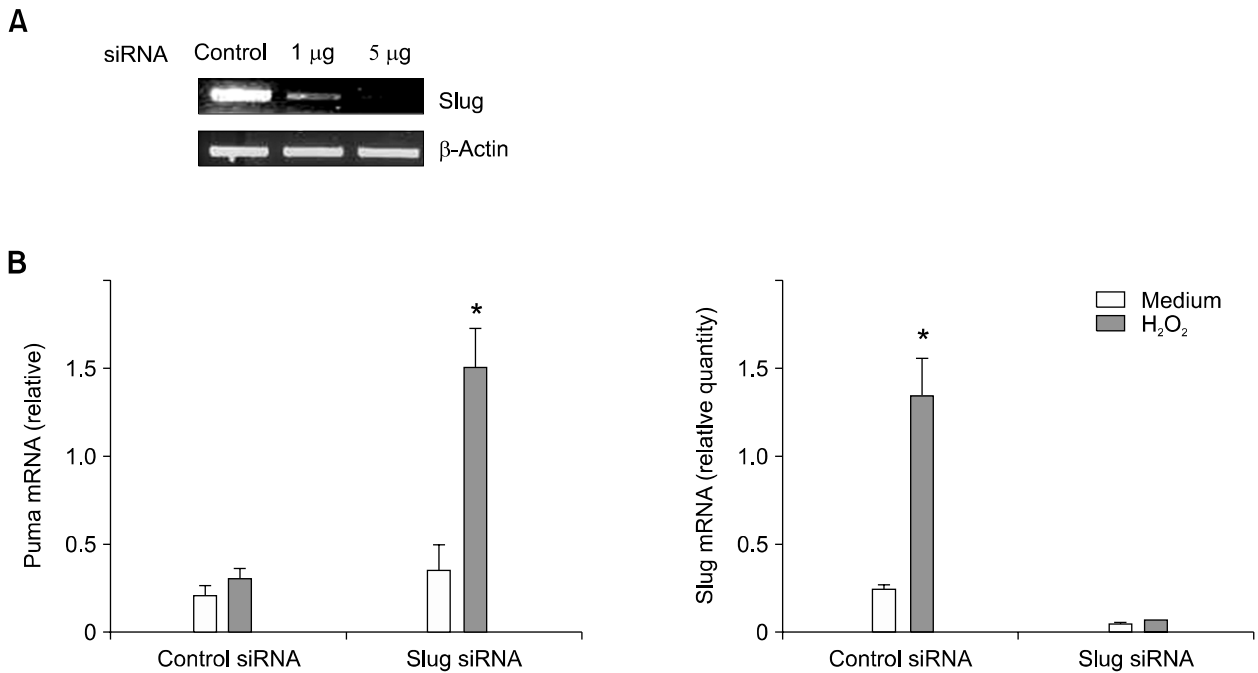 A
siRNA Control 1 μg 5 μg
Slug
β-Actin
B
Puma mRNA (relative)
1.5
1.0
0.5
0
*
Control siRNA Slug siRNA
Slug mRNA (relative quantity)
1.5
1.0
0.5
0
*
Medium
H₂O₂
Control siRNA Slug siRNA